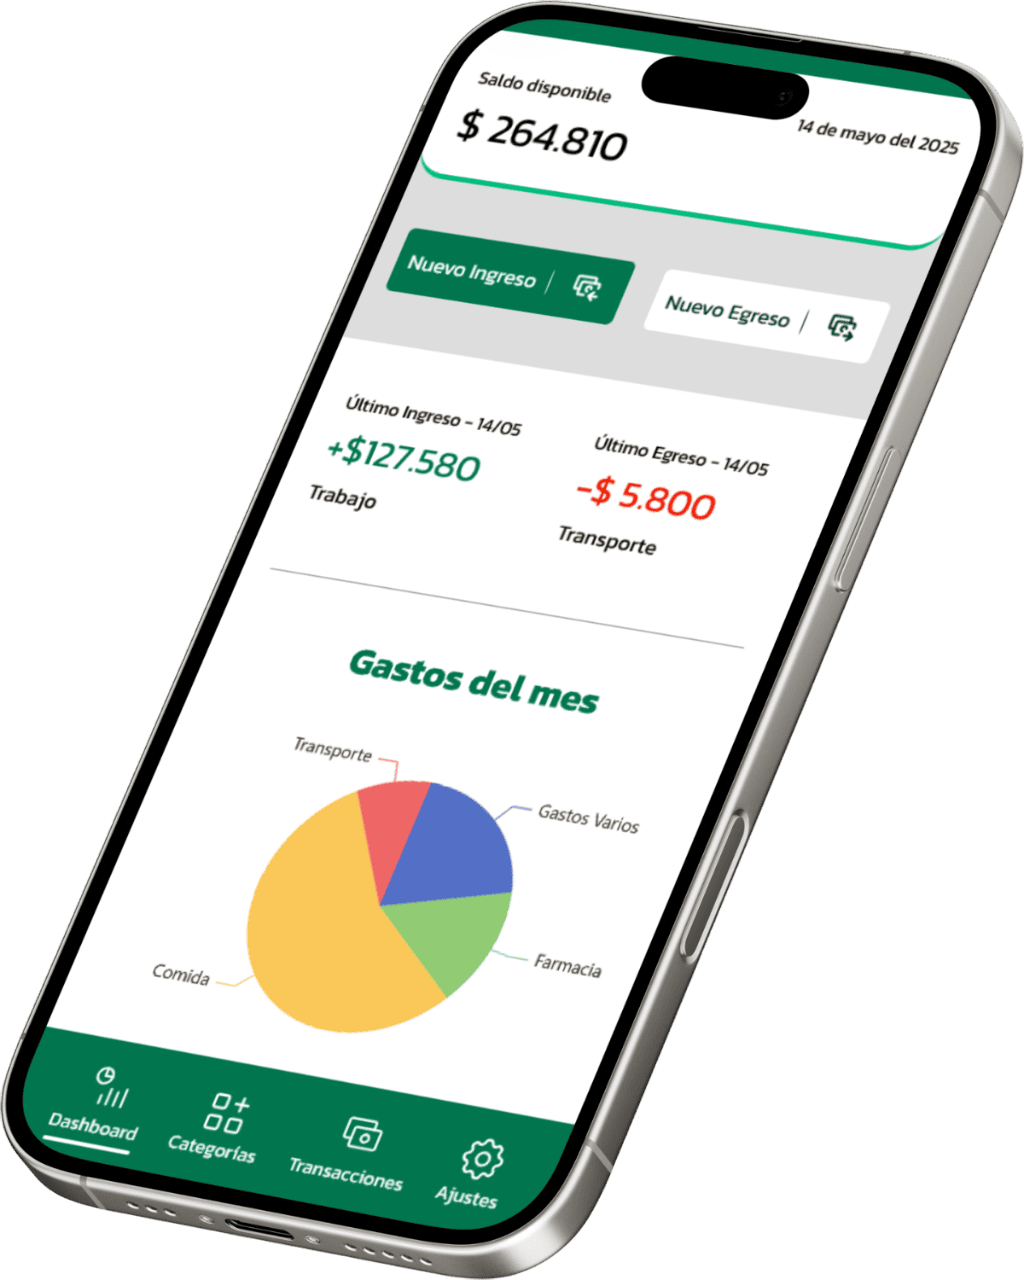 Saldo disponible
$ 264.810
14 de mayo del 2025
Nuevo Ingreso
Nuevo Egreso
Último Ingreso - 14/05
+$127.580
Trabajo
Último Egreso - 14/05
-$ 5.800
Transporte
Gastos del mes
Transporte
Gastos Varios
Farmacia
Comida
Dashboard
Categorías
Transacciones
Ajustes